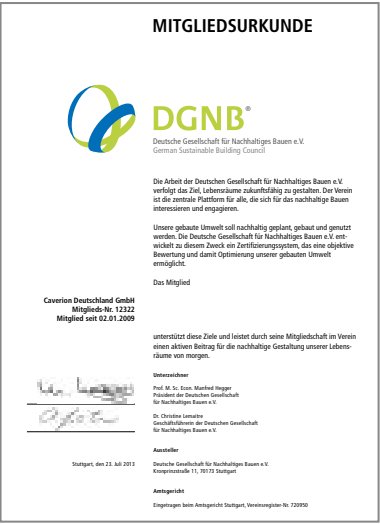 MITGLIEDSURKUNDE
DGNB®
Deutsche Gesellschaft für Nachhaltiges Bauen e.V.
German Sustainable Building Council
Die Arbeit der Deutschen Gesellschaft für Nachhaltiges Bauen e.V.
verfolgt das Ziel, Lebensräume zukunftsfähig zu gestalten. Der Verein
ist die zentrale Plattform für alle, die sich für das nachhaltige Bauen
interessieren und engagieren.
Unsere gebaute Umwelt soll nachhaltig geplant, gebaut und genutzt
werden. Die Deutsche Gesellschaft für Nachhaltiges Bauen e.V. ent-
wickelt zu diesem Zweck ein Zertifizierungssystem, das eine objektive
Bewertung und damit Optimierung unserer gebauten Umwelt
ermöglicht.
Das Mitglied
Caverion Deutschland GmbH
Mitglieds-Nr. 12322
Mitglied seit 02.01.2009
unterstützt diese Ziele und leistet durch seine Mitgliedschaft im Verein
einen aktiven Beitrag für die nachhaltige Gestaltung unserer Lebens-
räume von morgen.
Unterzeichner
Prof. M. Sc. Econ. Manfred Hegger
Präsident der Deutschen Gesellschaft
für Nachhaltiges Bauen e.V.
Dr. Christine Lemaitre
Geschäftsführerin der Deutschen Gesellschaft
für Nachhaltiges Bauen e.V.
Aussteller
Stuttgart, den 23. Juli 2013
Deutsche Gesellschaft für Nachhaltiges Bauen e.V.
Kronprinzstraße 11, 70173 Stuttgart
Amtsgericht
Eingetragen beim Amtsgericht Stuttgart, Vereinsregister-Nr. 720950